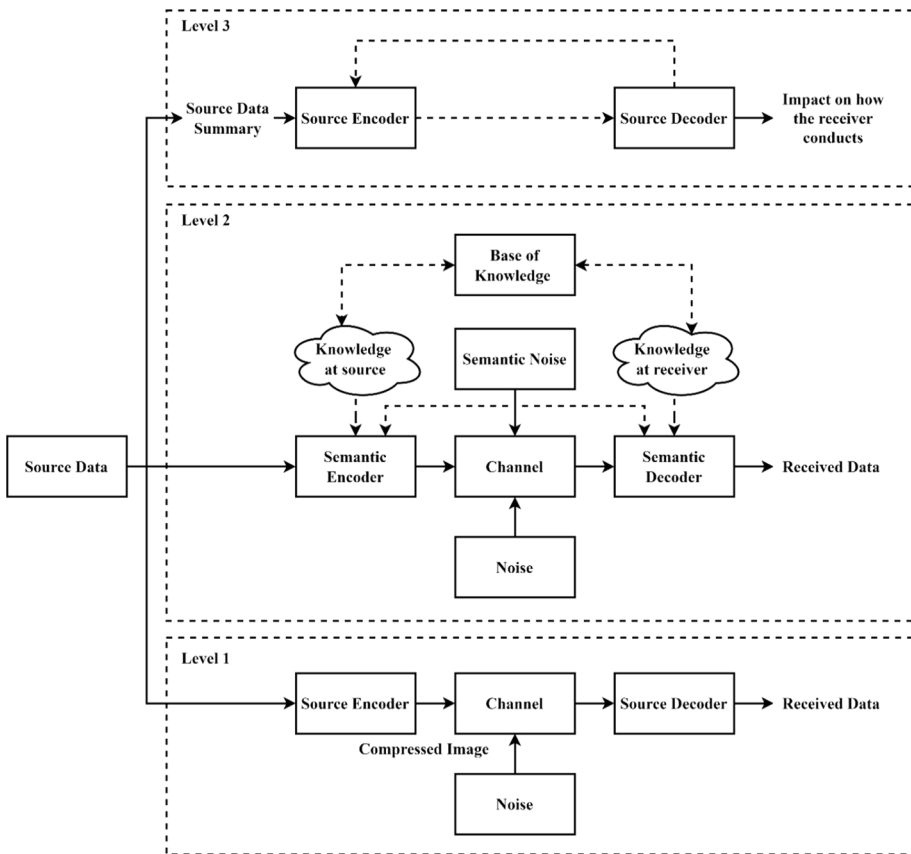 Level 3
Source Data
Summary
Source Encoder
Source Decoder
Impact on how
the receiver
conducts
Level 2
Base of
Knowledge
Knowledge
at source
Semantic Noise
Knowledge
at receiver
Source Data
Semantic
Encoder
Channel
Semantic
Decoder
Received Data
Noise
Level 1
Source Encoder
Channel
Source Decoder
Received Data
Compressed Image
Noise